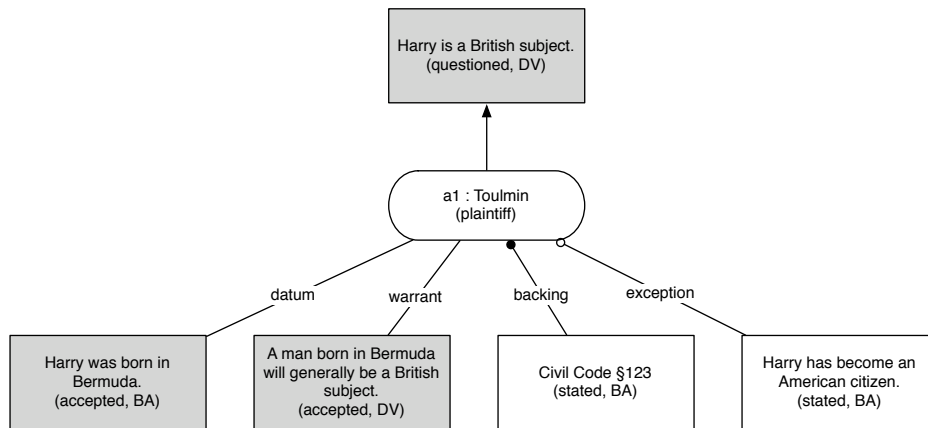 Harry is a British subject.
(questioned, DV)
a1 : Toulmin
(plaintiff)
datum
warrant
backing
exception
Harry was born in
Bermuda.
(accepted, BA)
A man born in Bermuda
will generally be a British
subject.
(accepted, DV)
Civil Code §123
(stated, BA)
Harry has become an
American citizen.
(stated, BA)